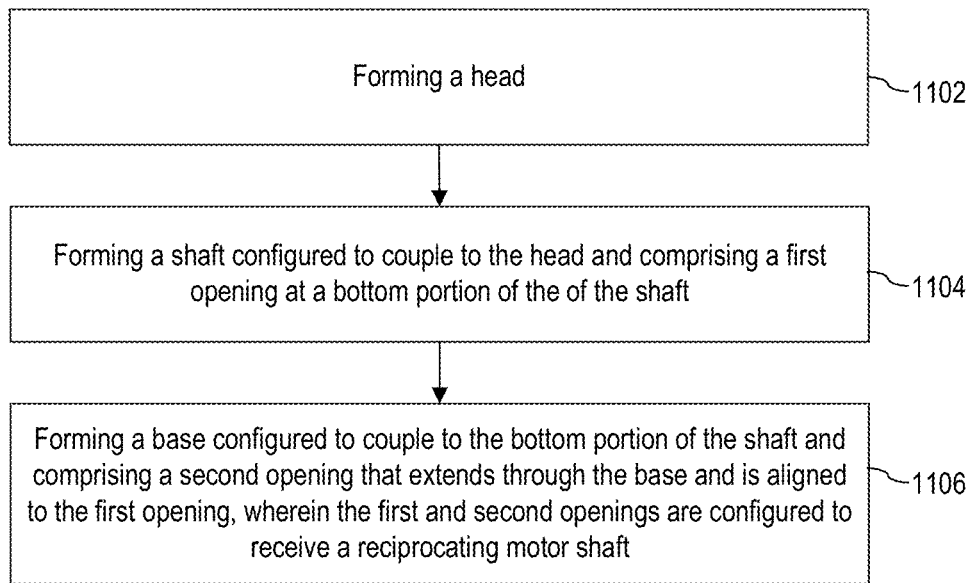 Forming a head
1102
Forming a shaft configured to couple to the head and comprising a first
opening at a bottom portion of the of the shaft
1104
Forming a base configured to couple to the bottom portion of the shaft and
comprising a second opening that extends through the base and is aligned
to the first opening, wherein the first and second openings are configured to
receive a reciprocating motor shaft
1106